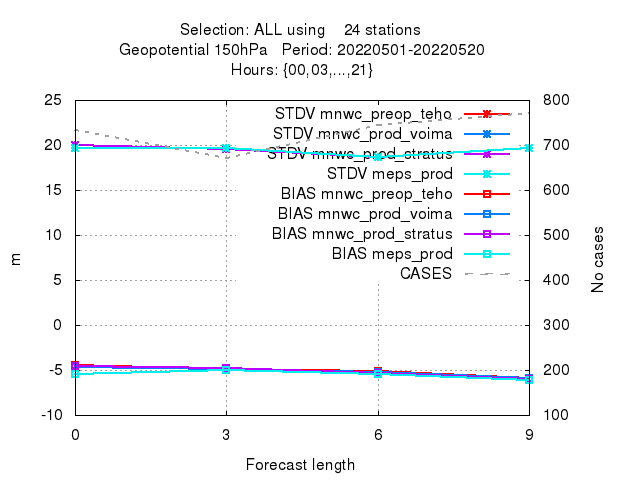 Selection: ALL using 24 stations
Geopotential 150hPa Period: 20220501-20220520
Hours: {00,03,...,21}
25 800
STDV mnwc_preop_teho
STDV mnwc_prod_voima
20 700
STDV mnwc_prod_stratus
STDV meps_prod
15 600
BIAS mnwc_preop_teho
BIAS mnwc_prod_voima
10 500
BIAS mnwc_prod_stratus
BIAS meps_prod
m No cases
5 400
CASES
0 300
-5 200
-10 100
0 3 6 9
Forecast length